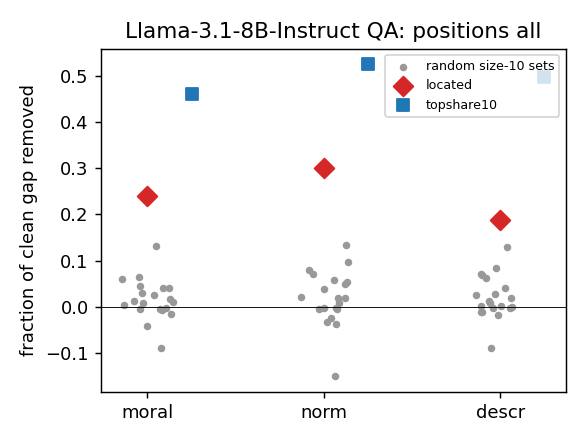 Llama-3.1-8B-Instruct QA: positions all
fraction of clean gap removed
0.5
0.4
0.3
0.2
0.1
0.0
−0.1
random size-10 sets
located
topshare10
moral
norm
descr